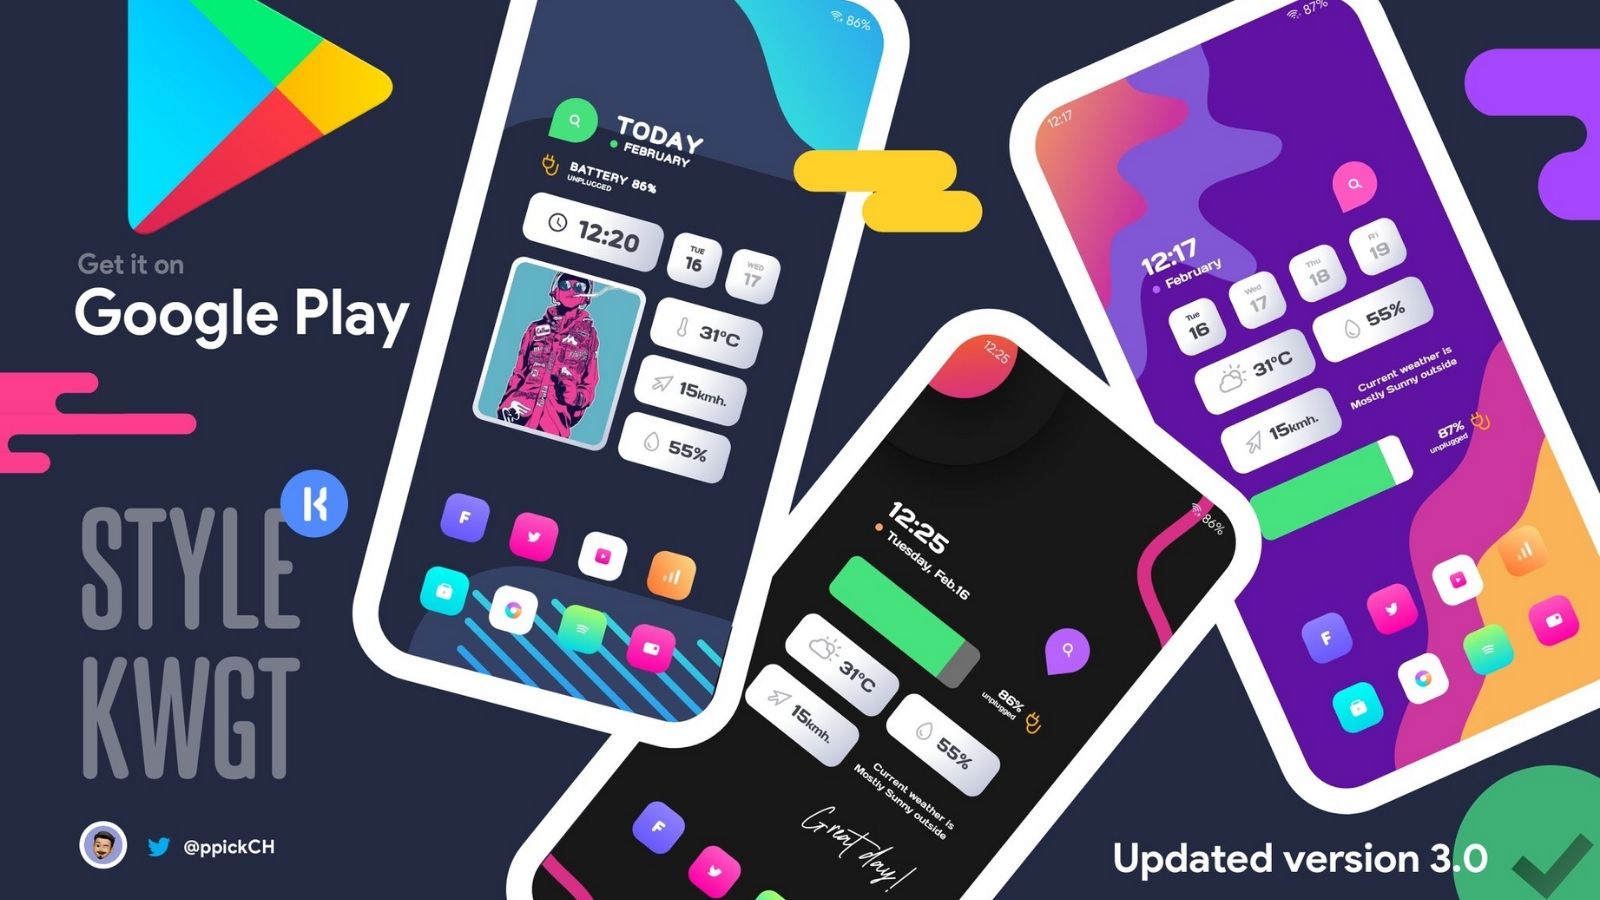 Get it on
Google Play
STYLE
KWGT
@ppickCH
86%
TODAY
FEBRUARY
BATTERY 86%
UNPLUGGED
12:20
TUE
16
WED
17
31°C
15kmh.
55%
F
12:25
86%
12:25
Tuesday, Feb.16
86%
unplugged
31°C
15kmh.
55%
Current weather is
Mostly Sunny outside
Great day!
F
12:17
87%
12:17
February
Tue
16
Wed
17
Thu
18
Fri
19
31°C
55%
15kmh.
Current weather is
Mostly Sunny outside
87%
unplugged
F
Updated version 3.0